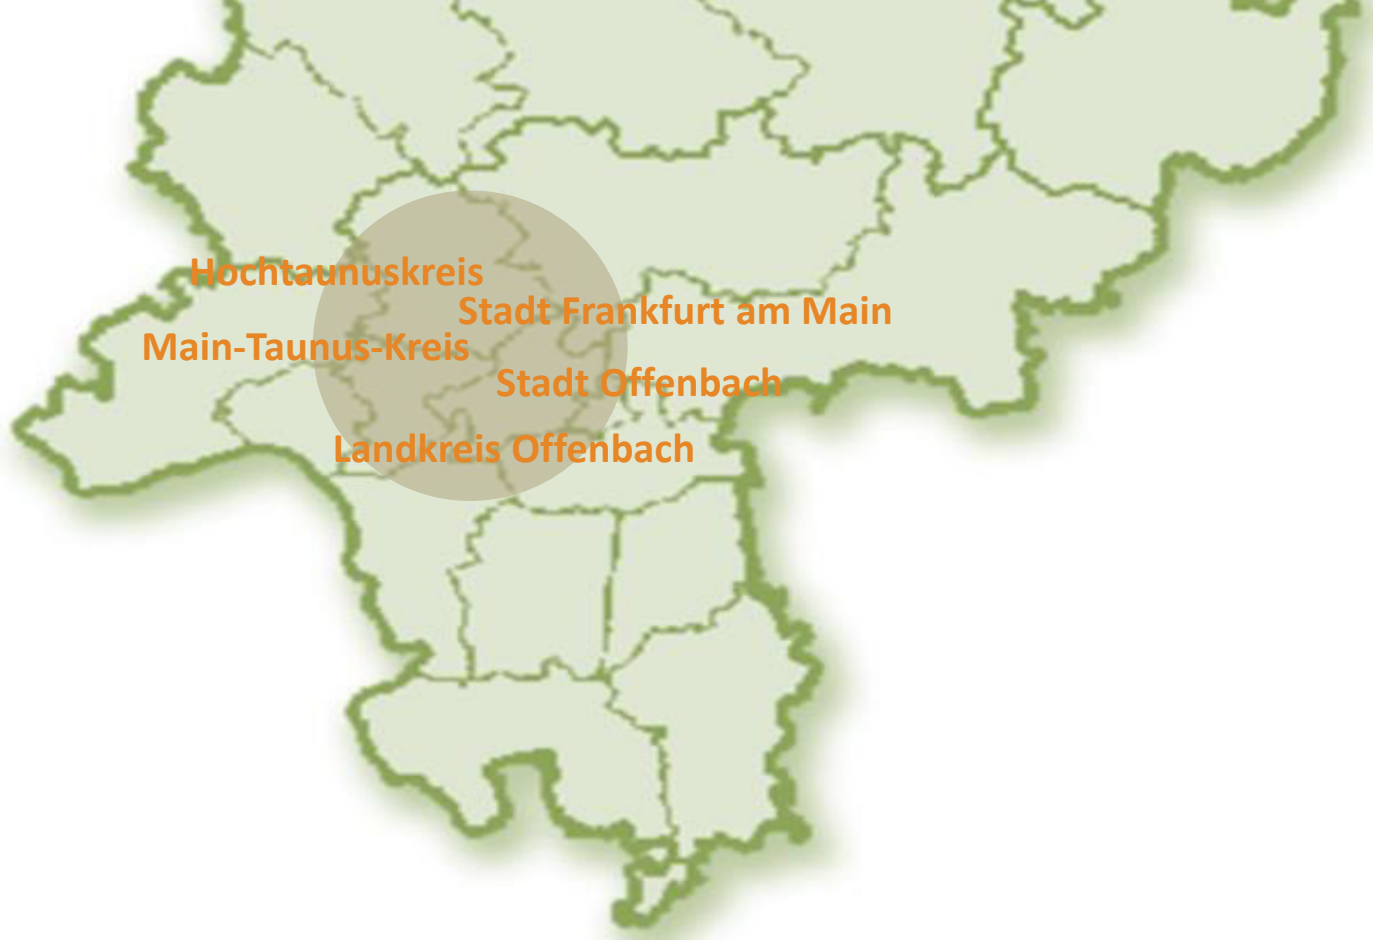 Hochtaunuskreis
Stadt Frankfurt am Main
Main-Taunus-Kreis
Stadt Offenbach
Landkreis Offenbach